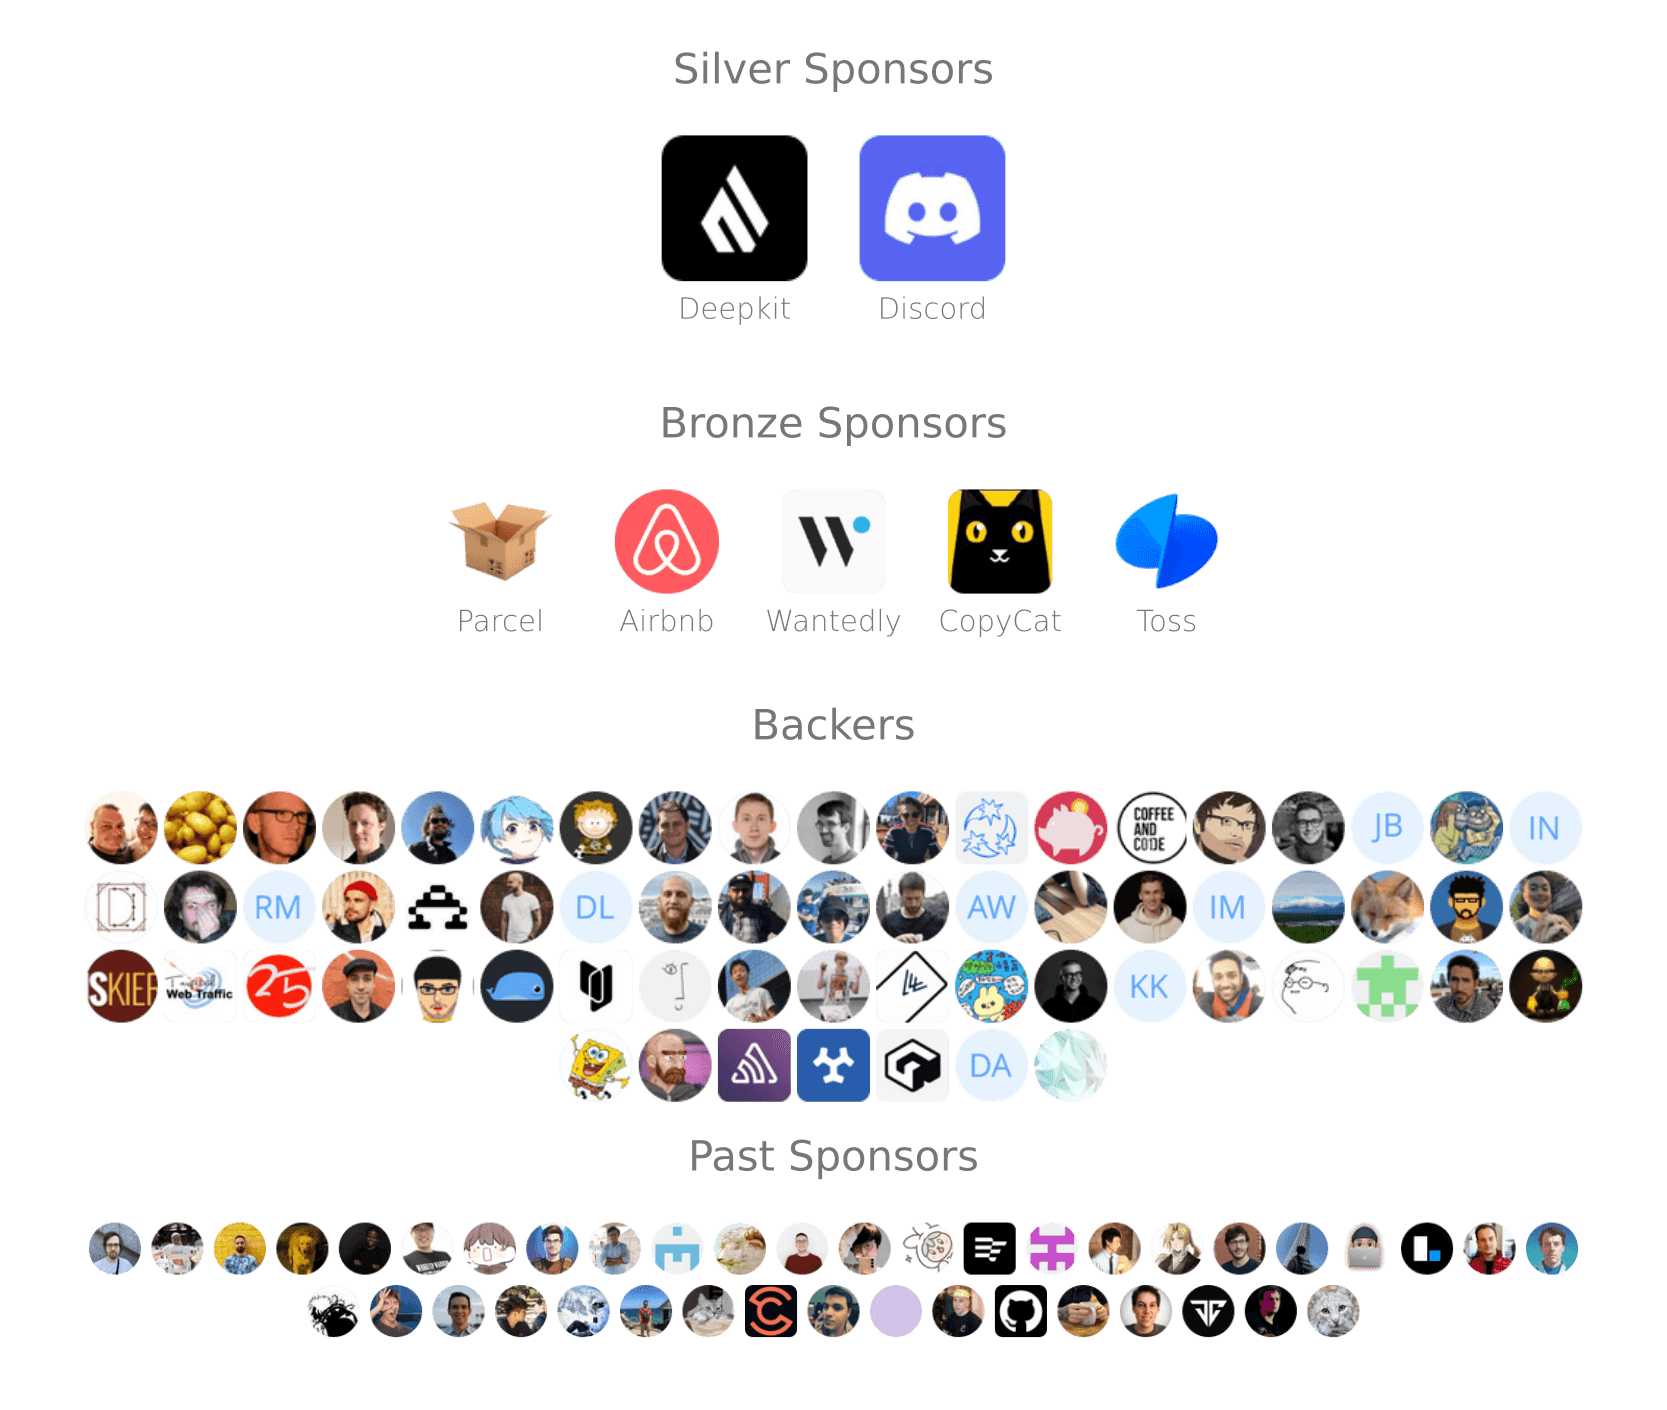 Silver Sponsors
Deepkit
Discord
Bronze Sponsors
Parcel
Airbnb
Wantedly
CopyCat
Toss
Backers
COFFEE
AND
CODE
JB
IN
RM
DL
AW
IM
SKIEF
Web Traffic
25
KK
DA
Past Sponsors